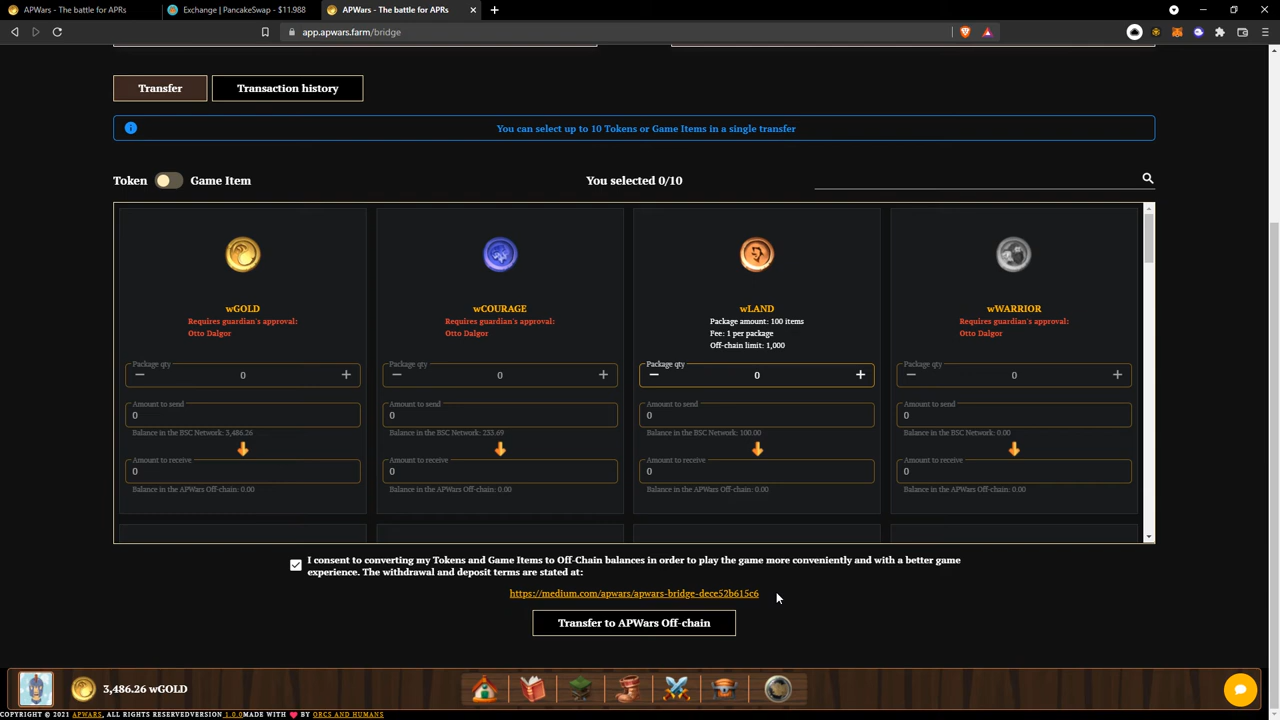 APWars - The battle for APRs
Exchange | PancakeSwap - $11.988
APWars - The battle for APRs
app.apwars.farm/bridge
Transfer
Transaction history
You can select up to 10 Tokens or Game Items in a single transfer
Token
Game Item
You selected 0/10
wGOLD
Requires guardian's approval:
Otto Dalgor
Package qty
0
Amount to send
0
Balance in the BSC Network: 3,486.26
Amount to receive
0
Balance in the APWars Off-chain: 0.00
wCOURAGE
Requires guardian's approval:
Otto Dalgor
Package qty
0
Amount to send
0
Balance in the BSC Network: 233.69
Amount to receive
0
Balance in the APWars Off-chain: 0.00
wLAND
Package amount: 100 items
Fee: 1 per package
Off-chain limit: 1,000
Package qty
0
Amount to send
0
Balance in the BSC Network: 100.00
Amount to receive
0
Balance in the APWars Off-chain: 0.00
wWARRIOR
Requires guardian's approval:
Otto Dalgor
Package qty
0
Amount to send
0
Balance in the BSC Network: 0.00
Amount to receive
0
Balance in the APWars Off-chain: 0.00
I consent to converting my Tokens and Game Items to Off-Chain balances in order to play the game more conveniently and with a better game
experience. The withdrawal and deposit terms are stated at:
https://medium.com/apwars/apwars-bridge-dece52b615c6
Transfer to APWars Off-chain
3,486.26 wGOLD
COPYRIGHT © 2021 APWARS, ALL RIGHTS RESERVEDVERSION 1.0.0MADE WITH ♥ BY ORCS AND HUMANS